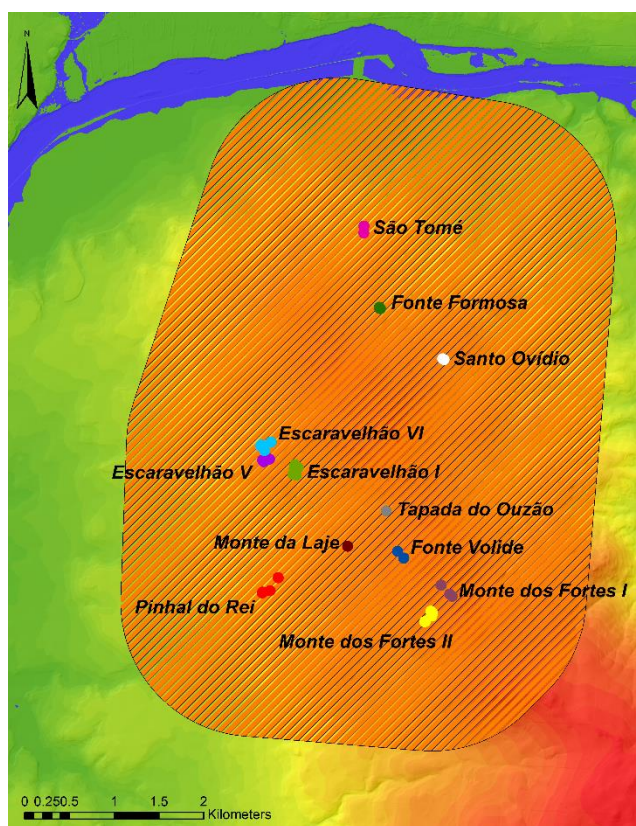 N
São Tomé
Fonte Formosa
Santo Ovídio
Escaravelhão VI
Escaravelhão V
Escaravelhão I
Tapada do Ouzão
Monte da Laje
Fonte Volide
Monte dos Fortes I
Pinhal do Rei
Monte dos Fortes II
0 0.250.5 1 1.5 2
Kilometers